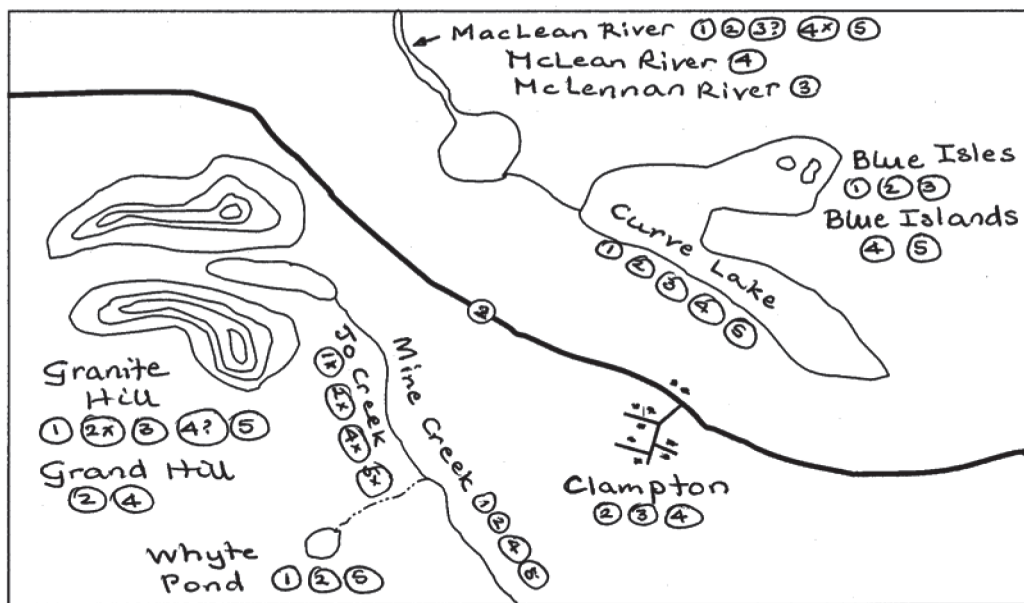 MacLean River ① ② ③? ④x ⑤
McLean River ④
McLennan River ③
Blue Isles
① ② ③
Blue Islands
④ ⑤
Curve Lake
① ② ③ ④ ⑤
②
Granite
Hill
① ②x ③ ④? ⑤
Grand Hill
② ④
Jo Creek
①x ②x ④x ⑤x
Mine Creek ① ② ④ ⑤
Clampton
② ③ ④
Whyte
Pond ① ② ⑤